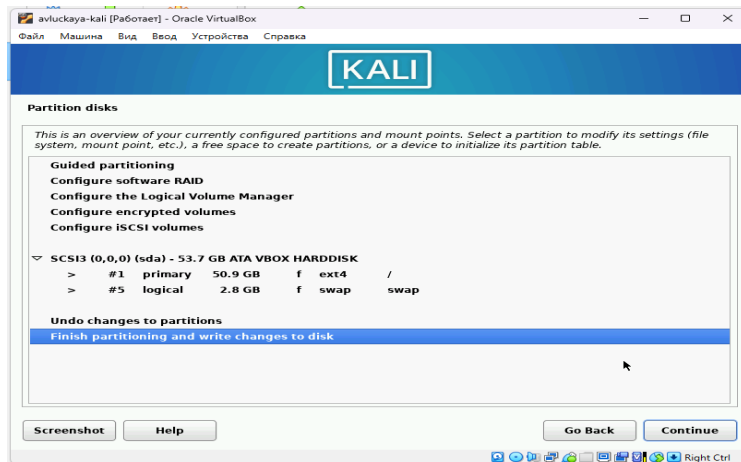 avluckaya-kali [Работает] - Oracle VirtualBox
Файл Машина Вид Ввод Устройства Справка
KALI
Partition disks
This is an overview of your currently configured partitions and mount points. Select a partition to modify its settings (file
system, mount point, etc.), a free space to create partitions, or a device to initialize its partition table.
Guided partitioning
Configure software RAID
Configure the Logical Volume Manager
Configure encrypted volumes
Configure iSCSI volumes
SCSI3 (0,0,0) (sda) - 53.7 GB ATA VBOX HARDDISK
> #1 primary 50.9 GB f ext4 /
> #5 logical 2.8 GB f swap swap
Undo changes to partitions
Finish partitioning and write changes to disk
Screenshot Help Go Back Continue
Right Ctrl